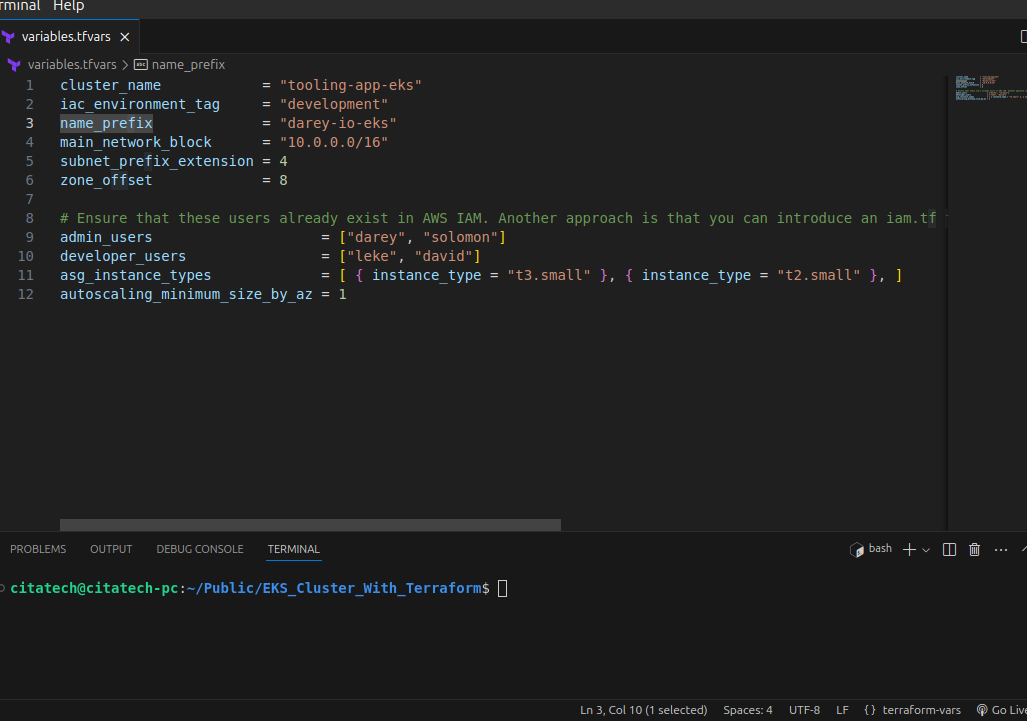 rminal Help
variables.tfvars
variables.tfvars > name_prefix
1 cluster_name = "tooling-app-eks"
2 iac_environment_tag = "development"
3 name_prefix = "darey-io-eks"
4 main_network_block = "10.0.0.0/16"
5 subnet_prefix_extension = 4
6 zone_offset = 8
7
8 # Ensure that these users already exist in AWS IAM. Another approach is that you can introduce an iam.tf
9 admin_users = ["darey", "solomon"]
10 developer_users = ["leke", "david"]
11 asg_instance_types = [ { instance_type = "t3.small" }, { instance_type = "t2.small" }, ]
12 autoscaling_minimum_size_by_az = 1
PROBLEMS OUTPUT DEBUG CONSOLE TERMINAL bash
citatech@citatech-pc:~/Public/EKS_Cluster_With_Terraform$
Ln 3, Col 10 (1 selected) Spaces: 4 UTF-8 LF {} terraform-vars Go Live